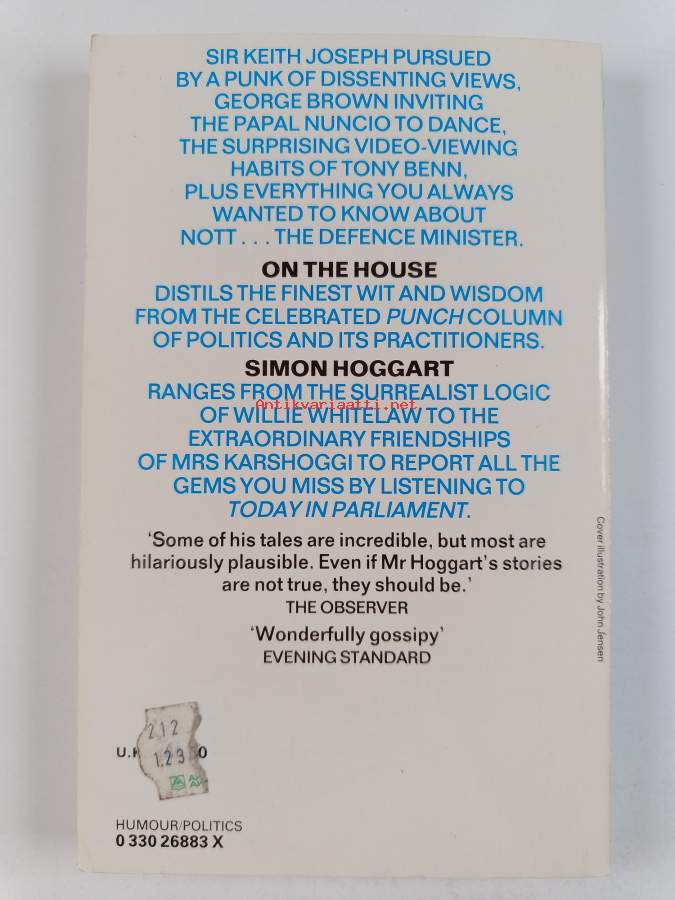 SIR KEITH JOSEPH PURSUED
BY A PUNK OF DISSENTING VIEWS,
GEORGE BROWN INVITING
THE PAPAL NUNCIO TO DANCE,
THE SURPRISING VIDEO-VIEWING
HABITS OF TONY BENN,
PLUS EVERYTHING YOU ALWAYS
WANTED TO KNOW ABOUT
NOTT . . . THE DEFENCE MINISTER.
ON THE HOUSE
DISTILS THE FINEST WIT AND WISDOM
FROM THE CELEBRATED PUNCH COLUMN
OF POLITICS AND ITS PRACTITIONERS.
SIMON HOGGART
RANGES FROM THE SURREALIST LOGIC
Antikvariaatti.net
OF WILLIE WHITELAW TO THE
EXTRAORDINARY FRIENDSHIPS
OF MRS KARSHOGGI TO REPORT ALL THE
GEMS YOU MISS BY LISTENING TO
TODAY IN PARLIAMENT.
'Some of his tales are incredible, but most are
hilariously plausible. Even if Mr Hoggart's stories
are not true, they should be.'
THE OBSERVER
'Wonderfully gossipy'
EVENING STANDARD
Cover illustration by John Jensen
212
123
HUMOUR/POLITICS
0 330 26883 X